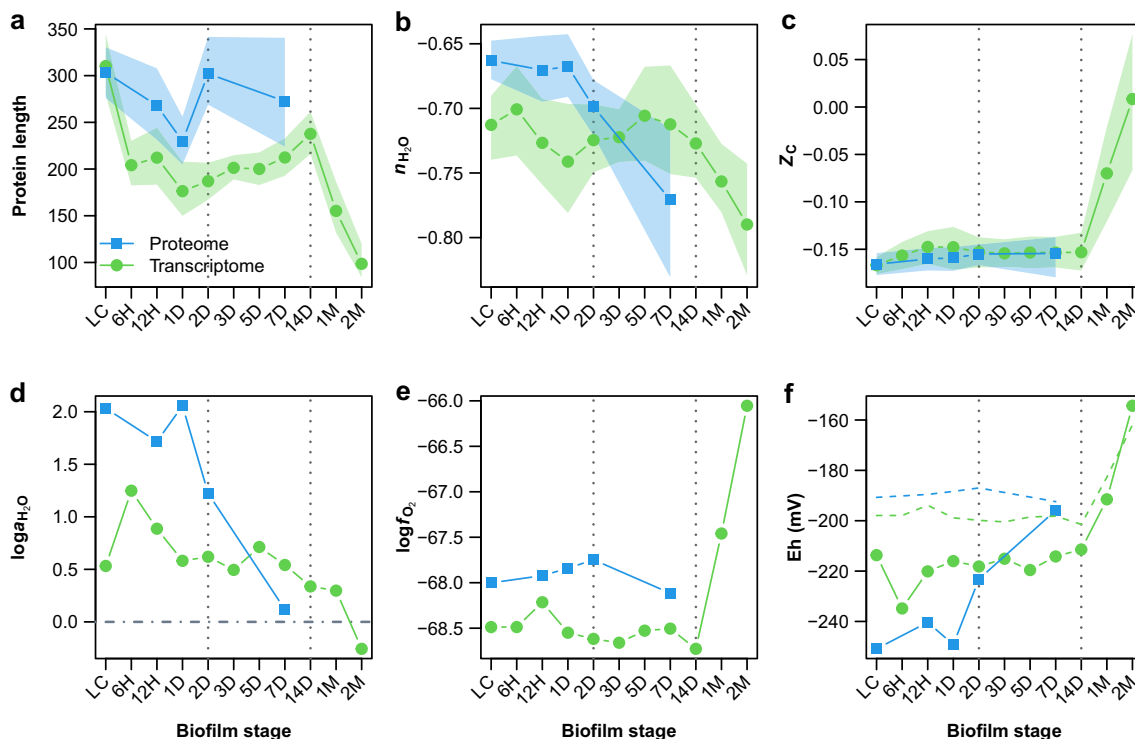 a
Protein length
350
300
250
200
150
100
Proteome
Transcriptome
LC 6H 12H 1D 2D 3D 5D 7D 14D 1M 2M
b
nH₂O
−0.65
−0.70
−0.75
−0.80
LC 6H 12H 1D 2D 3D 5D 7D 14D 1M 2M
c
ZC
0.00
−0.05
−0.10
−0.15
LC 6H 12H 1D 2D 3D 5D 7D 14D 1M 2M
d
logaH₂O
2.0
1.5
1.0
0.5
0.0
LC 6H 12H 1D 2D 3D 5D 7D 14D 1M 2M
Biofilm stage
e
logfO₂
−66.0
−66.5
−67.0
−67.5
−68.0
−68.5
LC 6H 12H 1D 2D 3D 5D 7D 14D 1M 2M
Biofilm stage
f
Eh (mV)
−160
−180
−200
−220
−240
LC 6H 12H 1D 2D 3D 5D 7D 14D 1M 2M
Biofilm stage